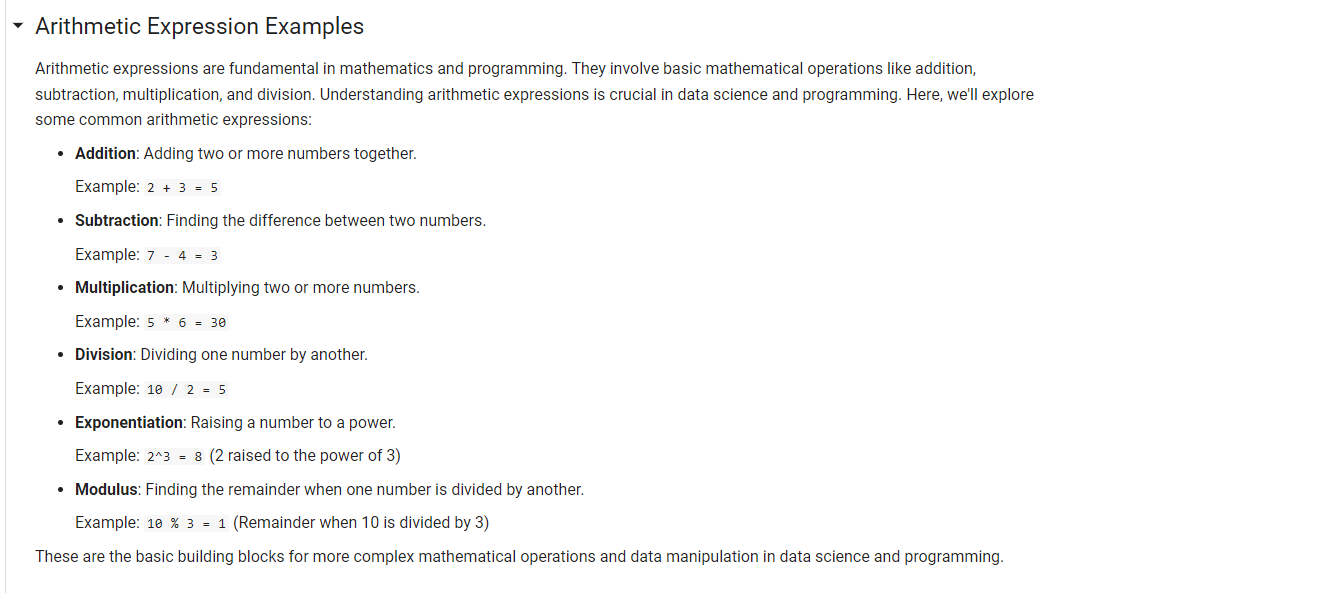 Arithmetic Expression Examples
Arithmetic expressions are fundamental in mathematics and programming. They involve basic mathematical operations like addition,
subtraction, multiplication, and division. Understanding arithmetic expressions is crucial in data science and programming. Here, we'll explore
some common arithmetic expressions:
• Addition: Adding two or more numbers together.
Example: 2 + 3 = 5
• Subtraction: Finding the difference between two numbers.
Example: 7 - 4 = 3
• Multiplication: Multiplying two or more numbers.
Example: 5 * 6 = 30
• Division: Dividing one number by another.
Example: 10 / 2 = 5
• Exponentiation: Raising a number to a power.
Example: 2^3 = 8 (2 raised to the power of 3)
• Modulus: Finding the remainder when one number is divided by another.
Example: 10 % 3 = 1 (Remainder when 10 is divided by 3)
These are the basic building blocks for more complex mathematical operations and data manipulation in data science and programming.